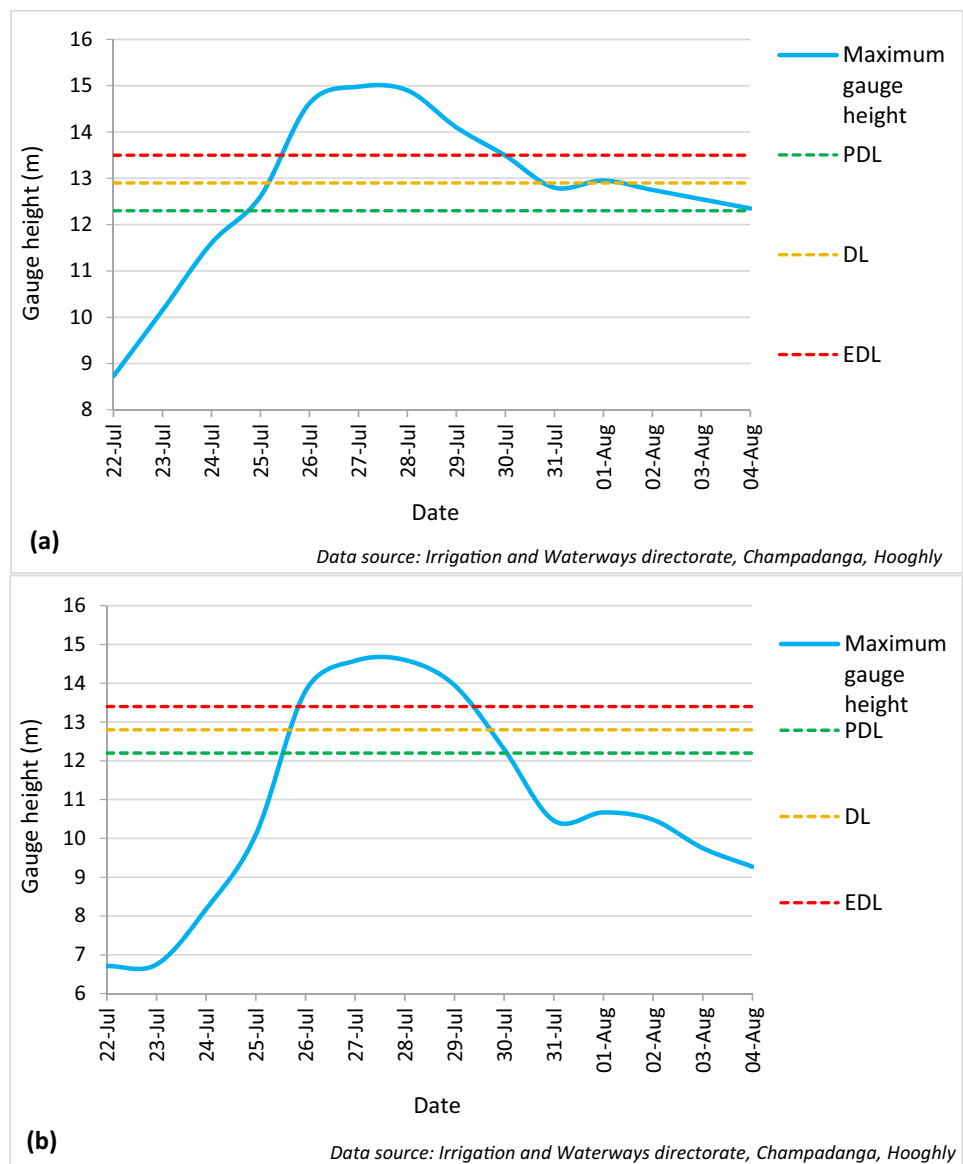 16
15
14
13
12
11
10
9
8
Gauge height (m)
22-Jul
23-Jul
24-Jul
25-Jul
26-Jul
27-Jul
28-Jul
29-Jul
30-Jul
31-Jul
01-Aug
02-Aug
03-Aug
04-Aug
Date
Maximum
gauge
height
PDL
DL
EDL
(a)
Data source: Irrigation and Waterways directorate, Champadanga, Hooghly
16
15
14
13
12
11
10
9
8
7
6
Gauge height (m)
22-Jul
23-Jul
24-Jul
25-Jul
26-Jul
27-Jul
28-Jul
29-Jul
30-Jul
31-Jul
01-Aug
02-Aug
03-Aug
04-Aug
Date
Maximum
gauge
height
PDL
DL
EDL
(b)
Data source: Irrigation and Waterways directorate, Champadanga, Hooghly